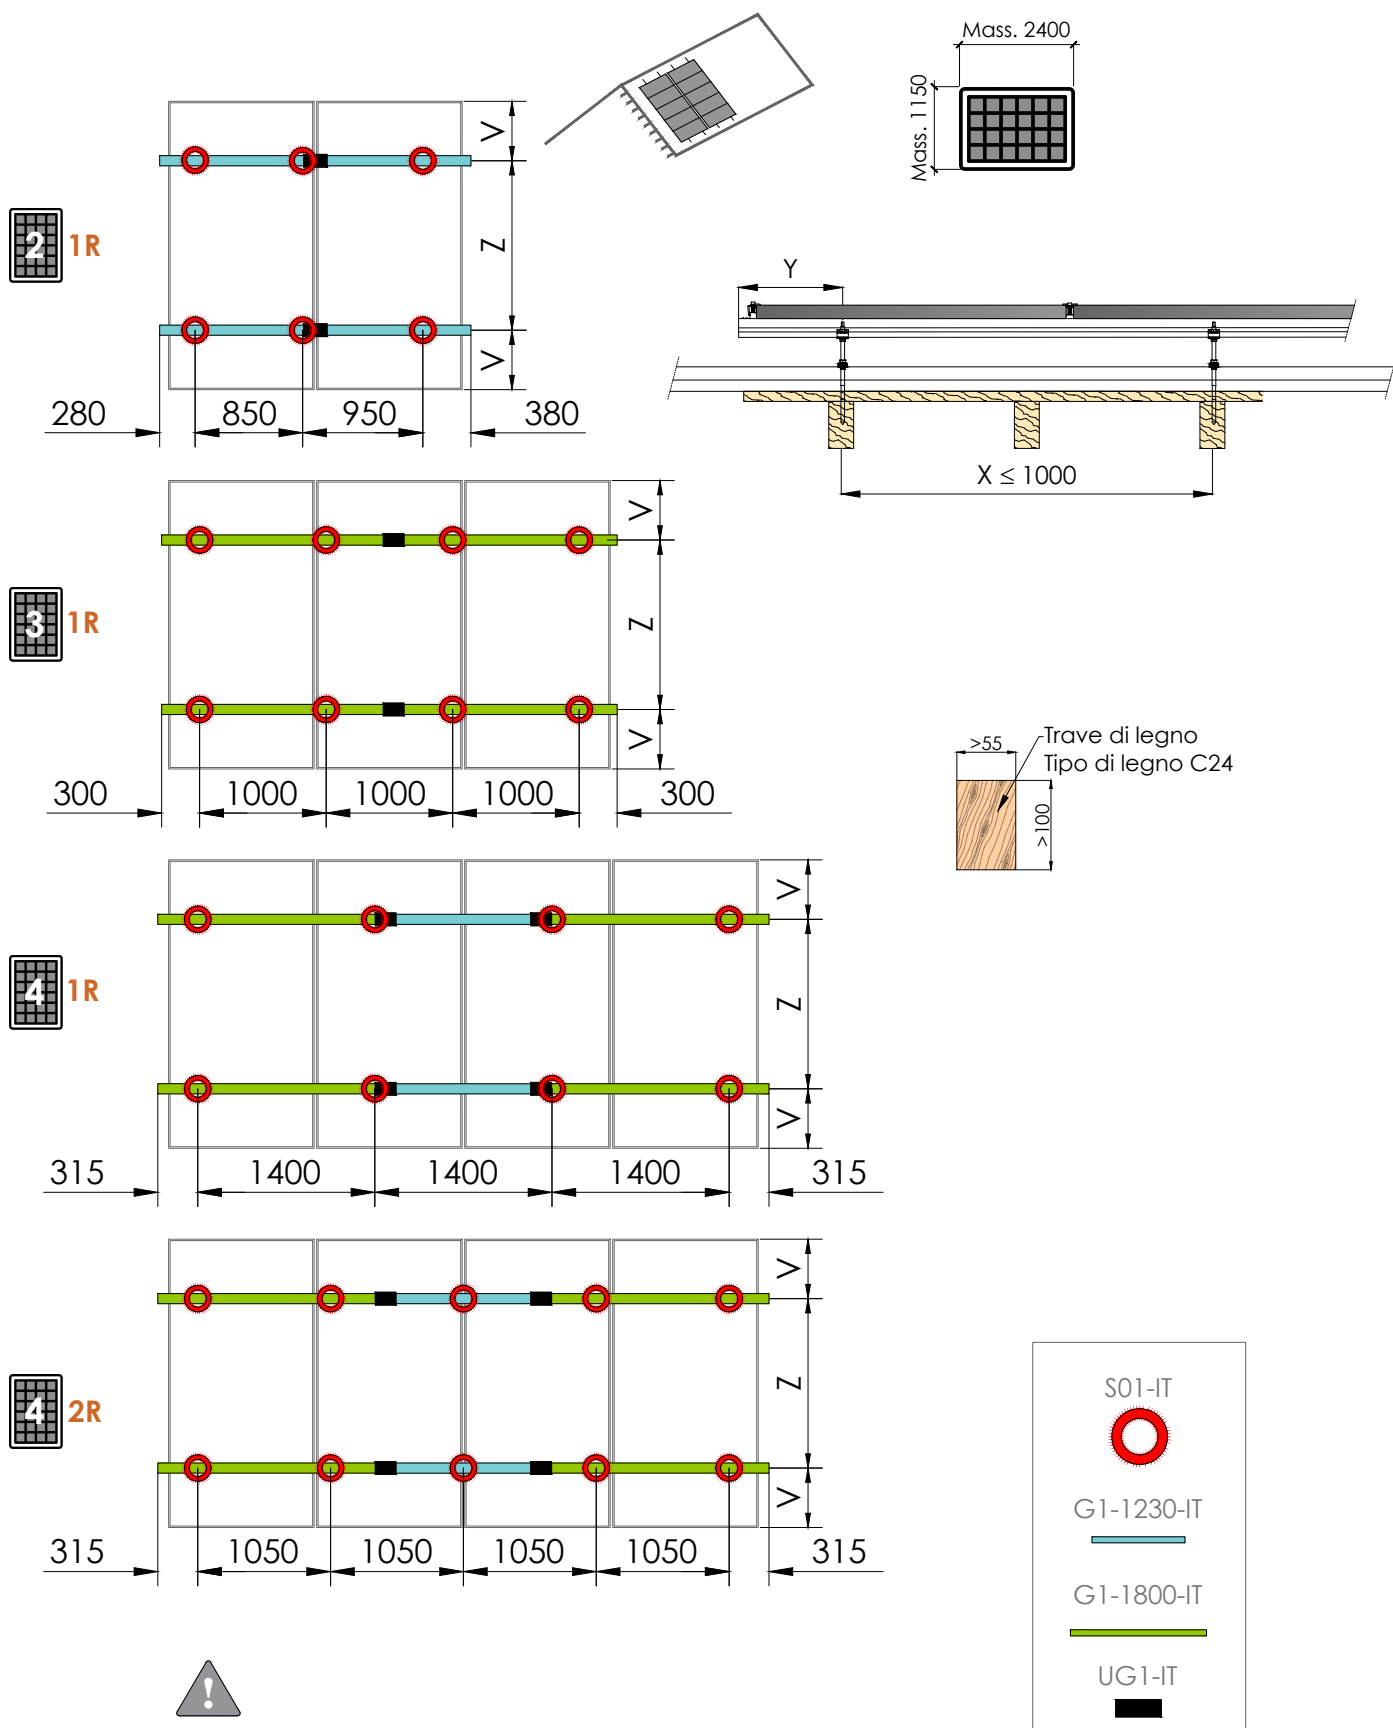 Mass. 2400
Mass. 1150
V
Z
V
2 1R
280 850 950 380
Y
X ≤ 1000
V
Z
V
3 1R
300 1000 1000 1000 300
>55
Trave di legno
Tipo di legno C24
>100
V
Z
V
4 1R
315 1400 1400 1400 315
V
Z
V
4 2R
315 1050 1050 1050 1050 315
S01-IT
G1-1230-IT
G1-1800-IT
UG1-IT
!